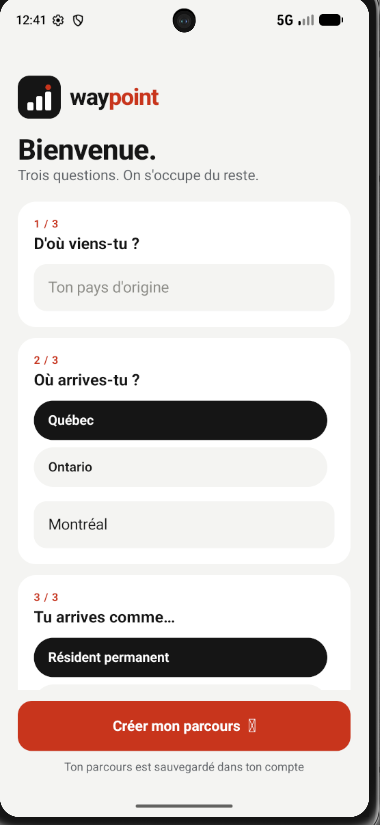 12:41
5G
waypoint
Bienvenue.
Trois questions. On s'occupe du reste.
1 / 3
D'où viens-tu ?
Ton pays d'origine
2 / 3
Où arrives-tu ?
Québec
Ontario
Montréal
3 / 3
Tu arrives comme…
Résident permanent
Créer mon parcours
Ton parcours est sauvegardé dans ton compte